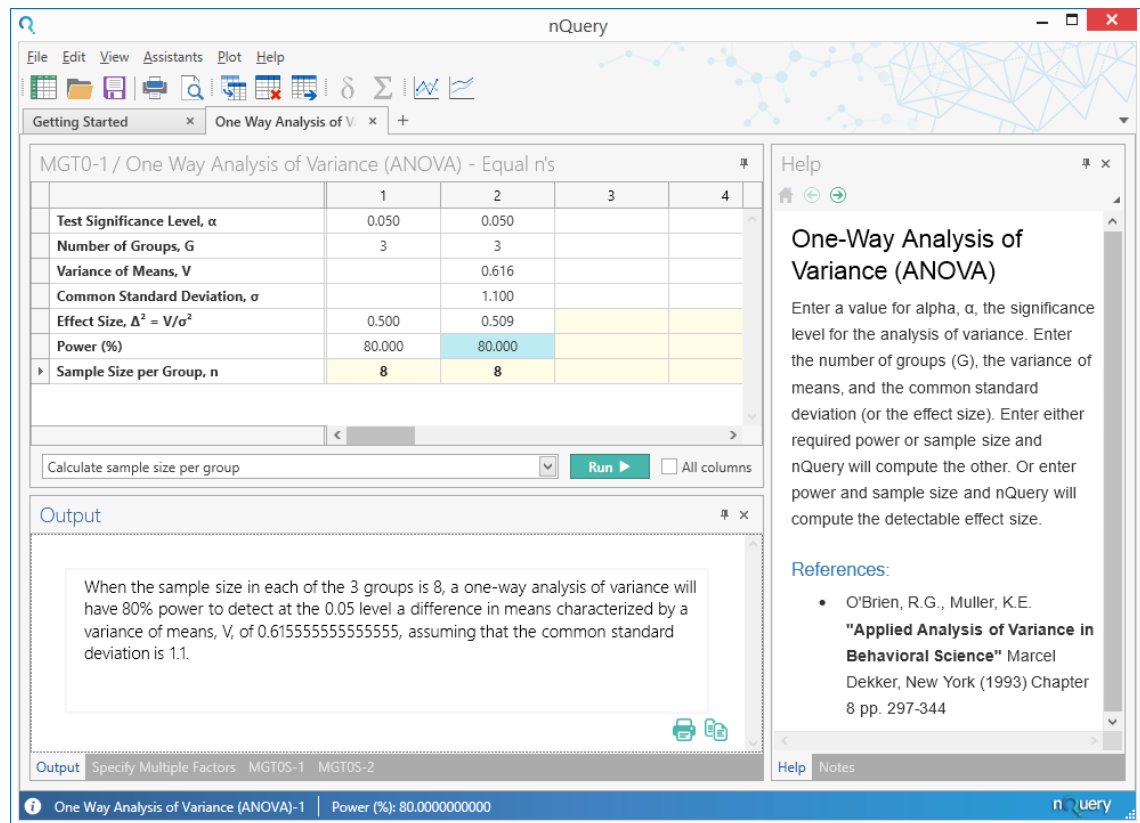 nQuery
File Edit View Assistants Plot Help
δ Σ
Getting Started × One Way Analysis of V × +
MGT0-1 / One Way Analysis of Variance (ANOVA) - Equal n's
1 2 3 4
Test Significance Level, α 0.050 0.050
Number of Groups, G 3 3
Variance of Means, V 0.616
Common Standard Deviation, σ 1.100
Effect Size, Δ² = V/σ² 0.500 0.509
Power (%) 80.000 80.000
Sample Size per Group, n 8 8
Calculate sample size per group Run All columns
Output
When the sample size in each of the 3 groups is 8, a one-way analysis of variance will
have 80% power to detect at the 0.05 level a difference in means characterized by a
variance of means, V, of 0.615555555555555, assuming that the common standard
deviation is 1.1.
Output Specify Multiple Factors MGT0S-1 MGT0S-2
Help
One-Way Analysis of
Variance (ANOVA)
Enter a value for alpha, α, the significance
level for the analysis of variance. Enter
the number of groups (G), the variance of
means, and the common standard
deviation (or the effect size). Enter either
required power or sample size and
nQuery will compute the other. Or enter
power and sample size and nQuery will
compute the detectable effect size.
References:
• O'Brien, R.G., Muller, K.E.
"Applied Analysis of Variance in
Behavioral Science" Marcel
Dekker, New York (1993) Chapter
8 pp. 297-344
Help Notes
One Way Analysis of Variance (ANOVA)-1 Power (%): 80.0000000000
nQuery